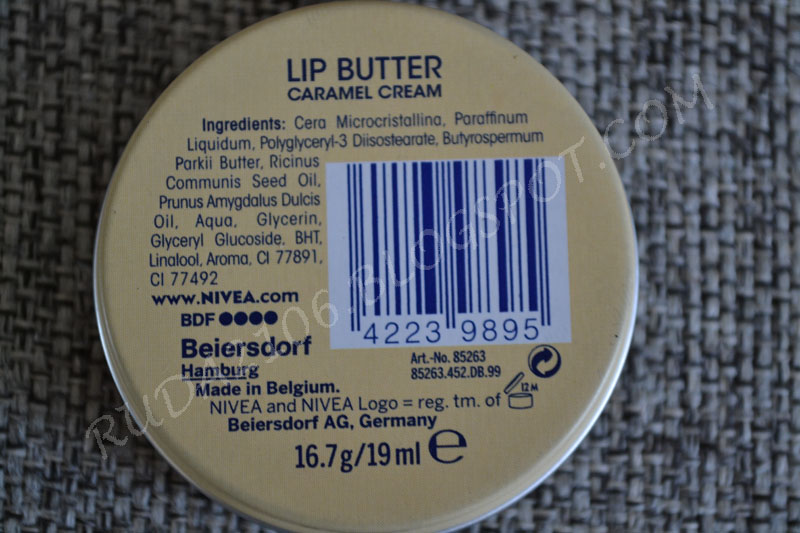 LIP BUTTER
CARAMEL CREAM
Ingredients: Cera Microcristallina, Paraffinum
Liquidum, Polyglyceryl-3 Diisostearate, Butyrospermum
Parkii Butter, Ricinus
Communis Seed Oil,
Prunus Amygdalus Dulcis
Oil, Aqua, Glycerin,
Glyceryl Glucoside, BHT,
Linalool, Aroma, CI 77891,
CI 77492
www.NIVEA.com
BDF
4223 9895
Beiersdorf
Hamburg
Art.-No. 85263
85263.452.DB.99
Made in Belgium.
12 M
NIVEA and NIVEA Logo = reg. tm. of
Beiersdorf AG, Germany
16.7g/19ml e
RUDAZ106.BLOGSPOT.COM